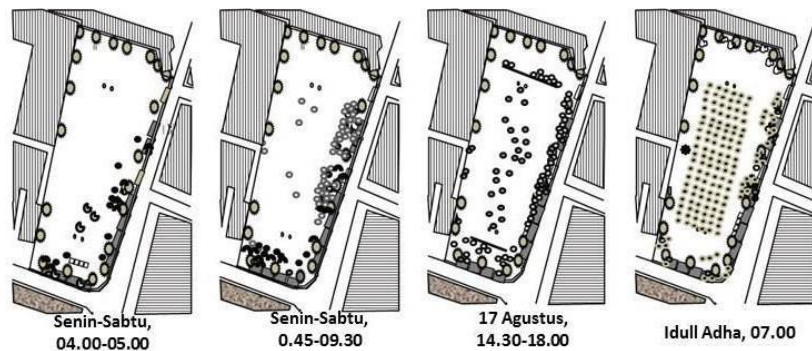 Senin-Sabtu,
04.00-05.00
Senin-Sabtu,
0.45-09.30
17 Agustus,
14.30-18.00
Idull Adha, 07.00